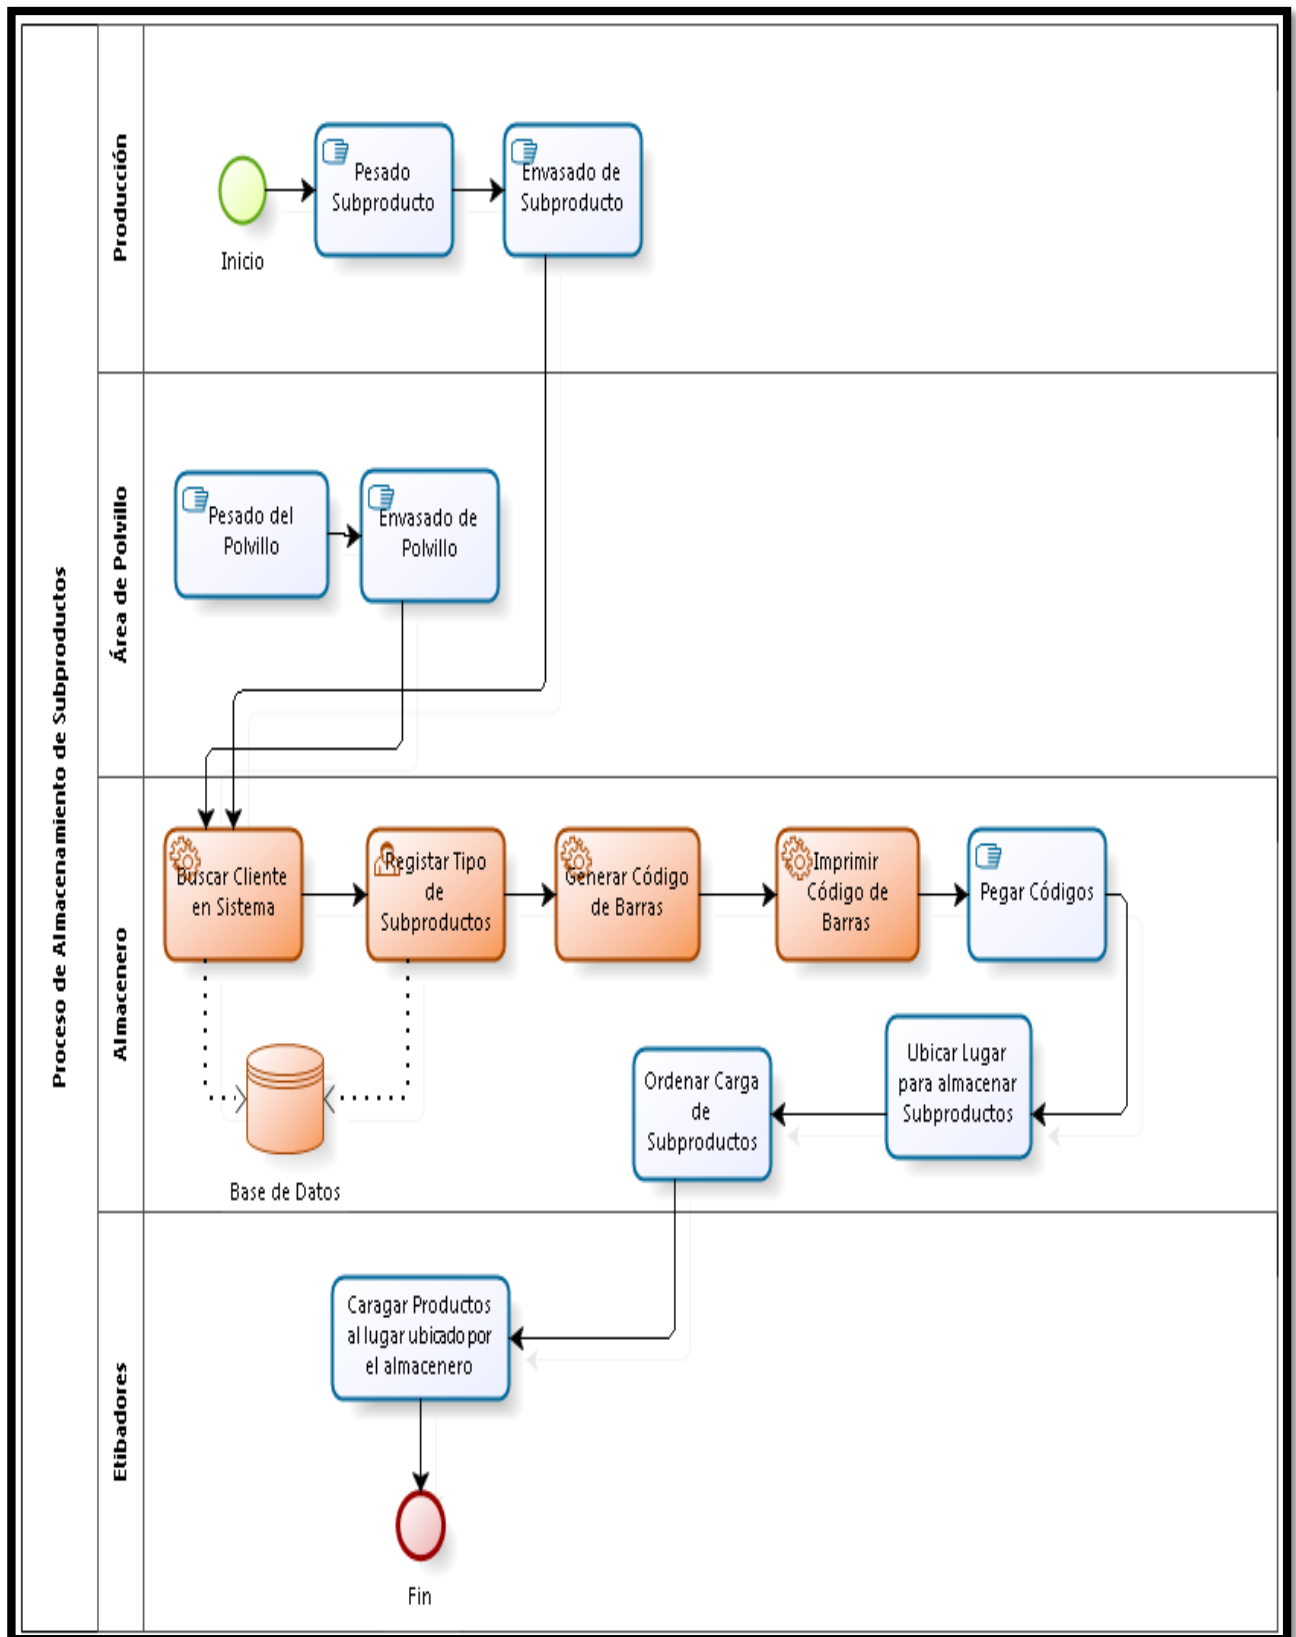 Proceso de Almacenamiento de Subproductos
Producción
Inicio
Pesado
Subproducto
Envasado de
Subproducto
Área de Polvillo
Pesado del
Polvillo
Envasado de
Polvillo
Almacenero
Buscar Cliente
en Sistema
Registar Tipo
de
Subproductos
Generar Código
de Barras
Imprimir
Código de
Barras
Pegar Códigos
Ubicar Lugar
para almacenar
Subproductos
Ordenar Carga
de
Subproductos
Base de Datos
Etibadores
Caragar Productos
al lugar ubicado por
el almacenero
Fin